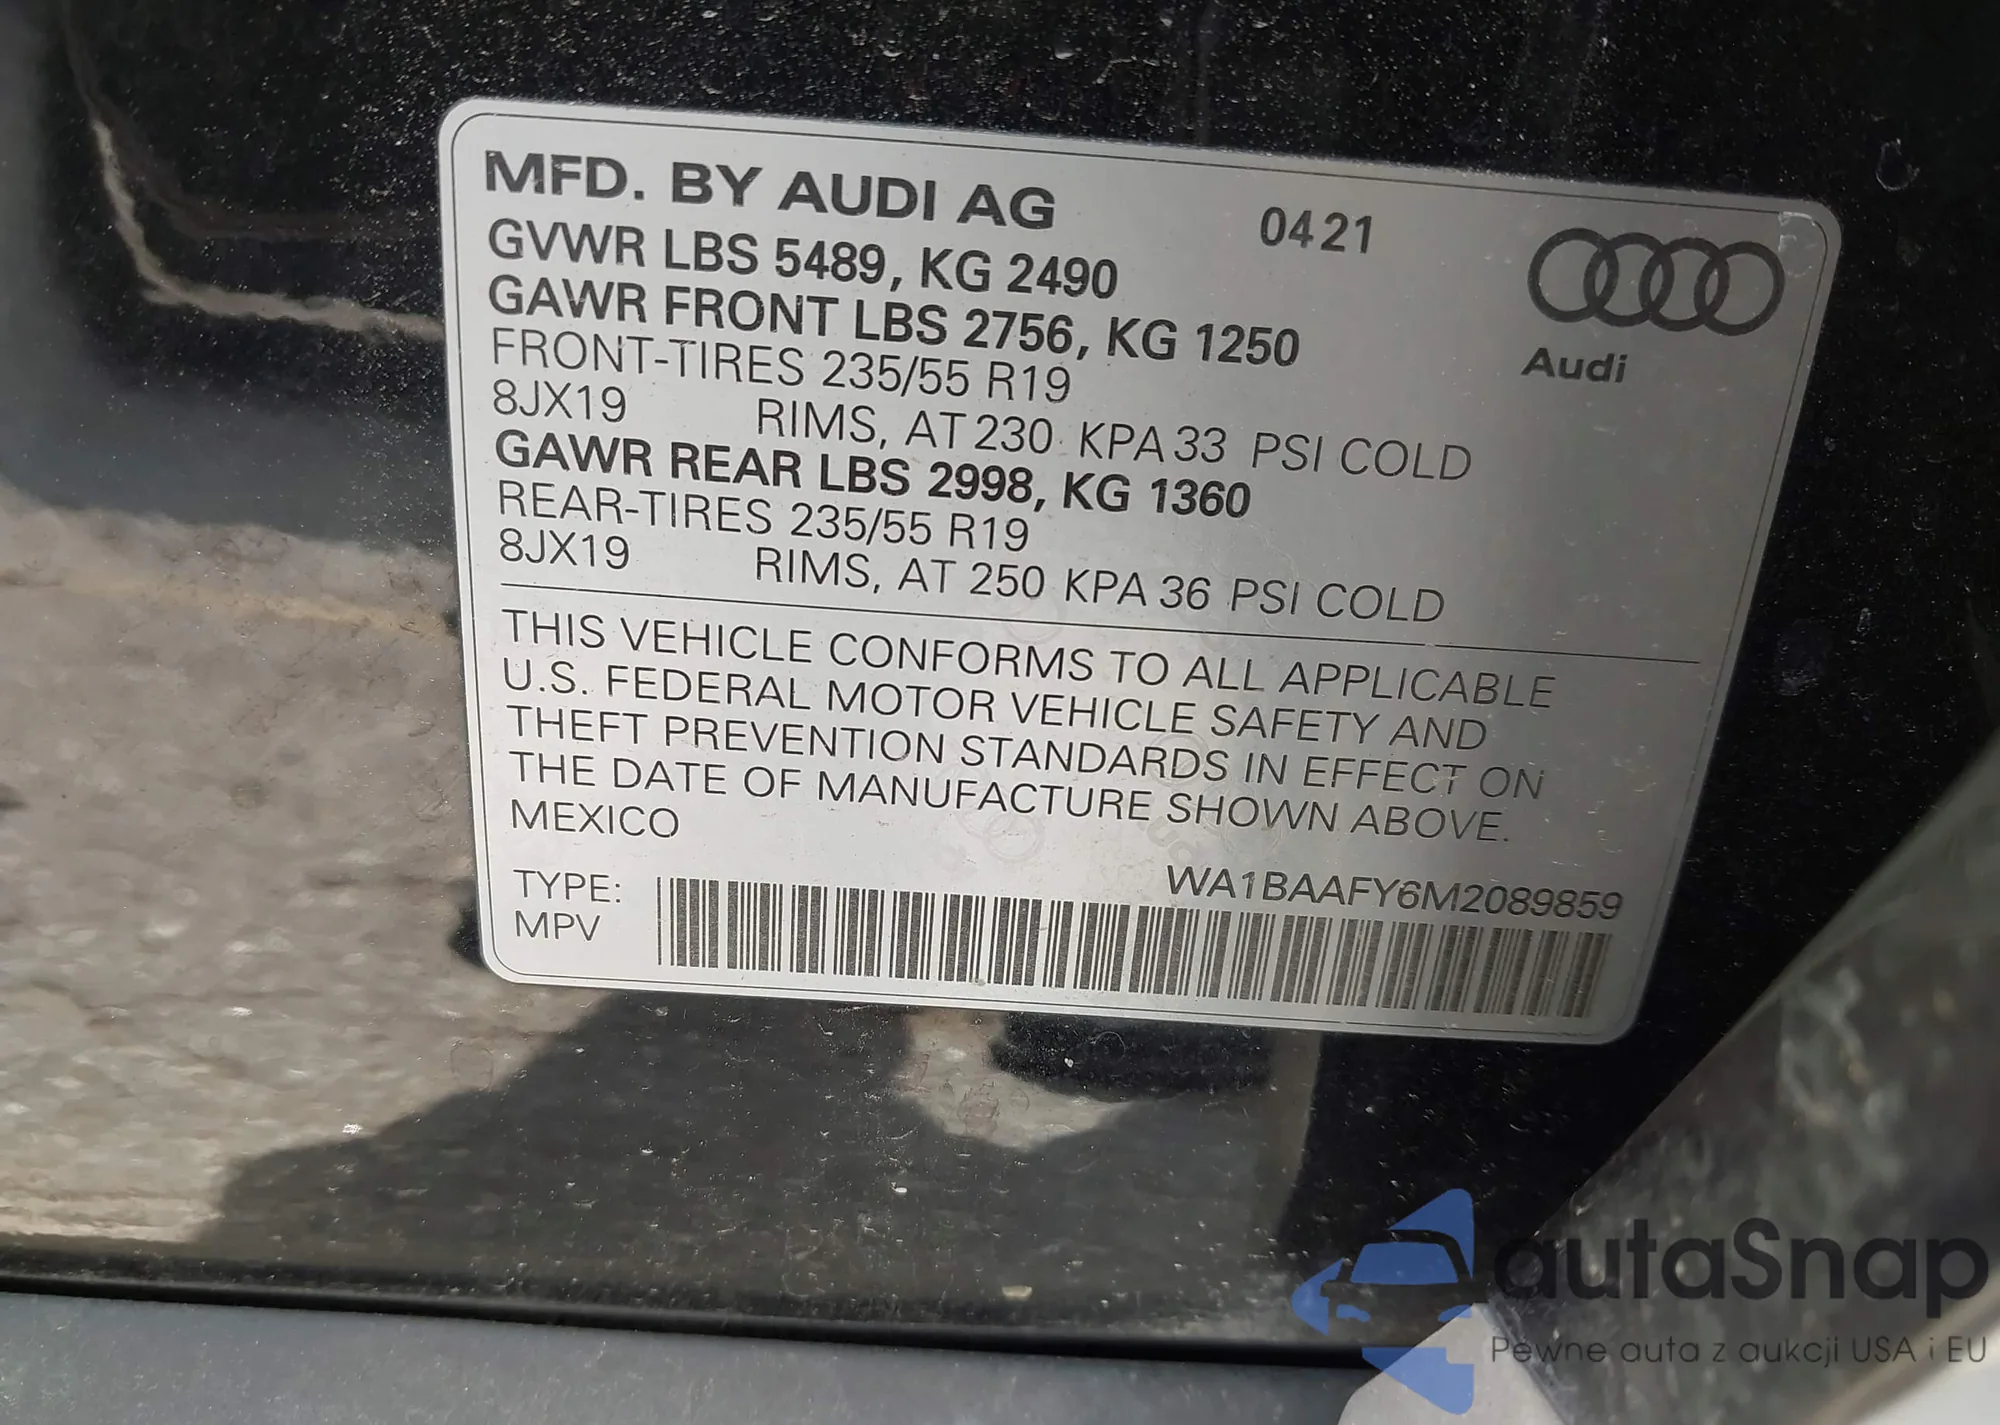 MFD. BY AUDI AG 0421
GVWR LBS 5489, KG 2490
GAWR FRONT LBS 2756, KG 1250
Audi
FRONT-TIRES 235/55 R19
8JX19 RIMS, AT 230 KPA 33 PSI COLD
GAWR REAR LBS 2998, KG 1360
REAR-TIRES 235/55 R19
8JX19 RIMS, AT 250 KPA 36 PSI COLD
THIS VEHICLE CONFORMS TO ALL APPLICABLE
U.S. FEDERAL MOTOR VEHICLE SAFETY AND
THEFT PREVENTION STANDARDS IN EFFECT ON
THE DATE OF MANUFACTURE SHOWN ABOVE.
MEXICO
WA1BAAFY6M2089859
TYPE:
MPV
autaSnap
Pewne auta z aukcji USA i EU